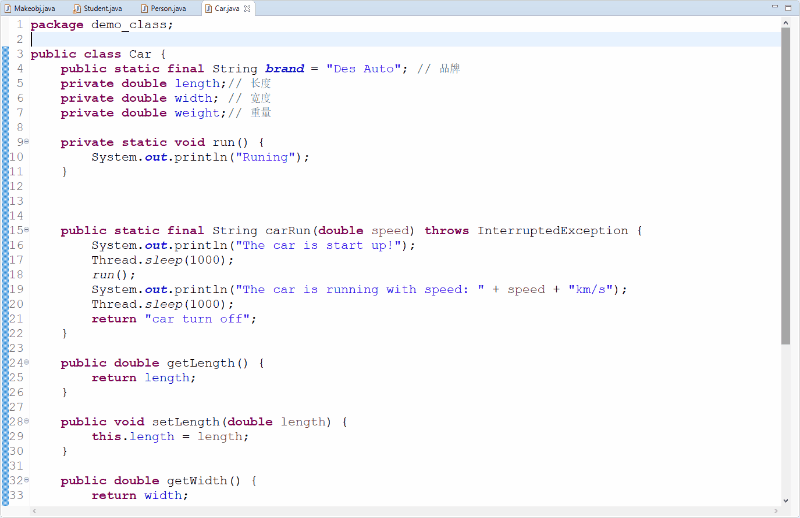 Makeobj.java Student.java Person.java Car.java
1 package demo_class;
2
3 public class Car {
4 public static final String brand = "Des Auto"; // 品牌
5 private double length;// 长度
6 private double width; // 宽度
7 private double weight;// 重量
8
9 private static void run() {
10 System.out.println("Runing");
11 }
12
13
14
15 public static final String carRun(double speed) throws InterruptedException {
16 System.out.println("The car is start up!");
17 Thread.sleep(1000);
18 run();
19 System.out.println("The car is running with speed: " + speed + "km/s");
20 Thread.sleep(1000);
21 return "car turn off";
22 }
23
24 public double getLength() {
25 return length;
26 }
27
28 public void setLength(double length) {
29 this.length = length;
30 }
31
32 public double getWidth() {
33 return width;